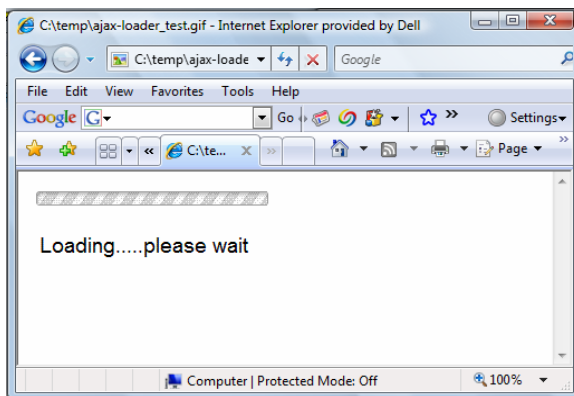 C:\temp\ajax-loader_test.gif - Internet Explorer provided by Dell
C:\temp\ajax-loade Google
File Edit View Favorites Tools Help
Google G Go » Settings
« C:\te... X » Page »
Loading.....please wait
Computer | Protected Mode: Off 100%